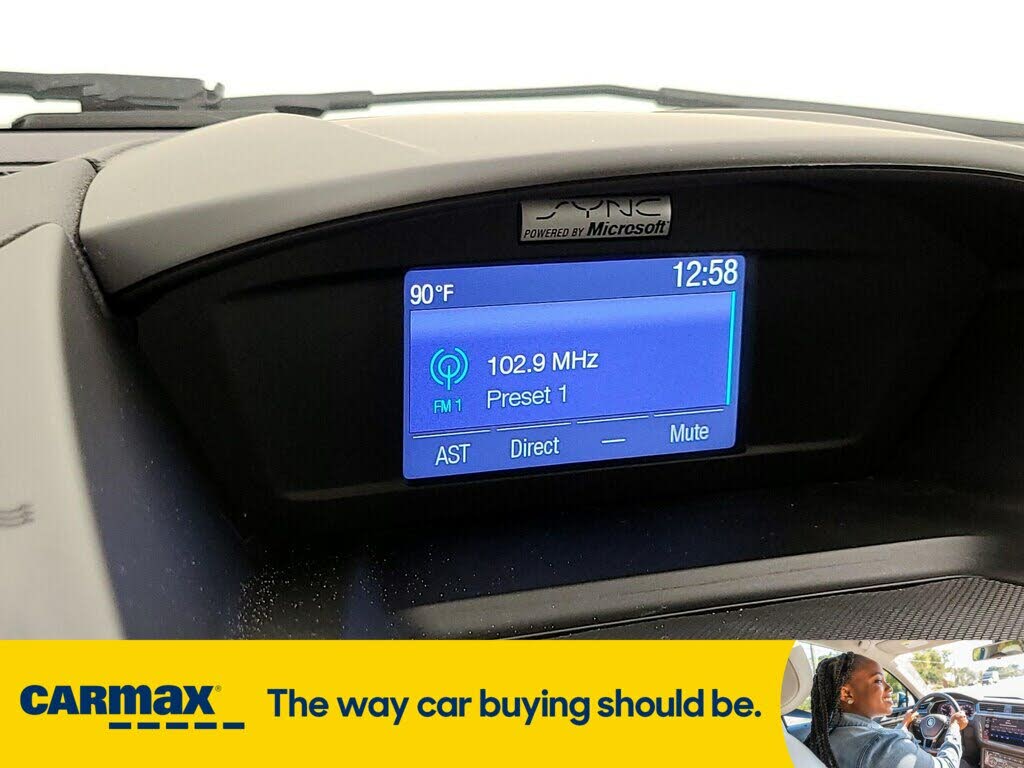 SYNC
POWERED BY Microsoft
90°F 12:58
102.9 MHz
FM 1 Preset 1
AST Direct — Mute
CARMAX®
The way car buying should be.